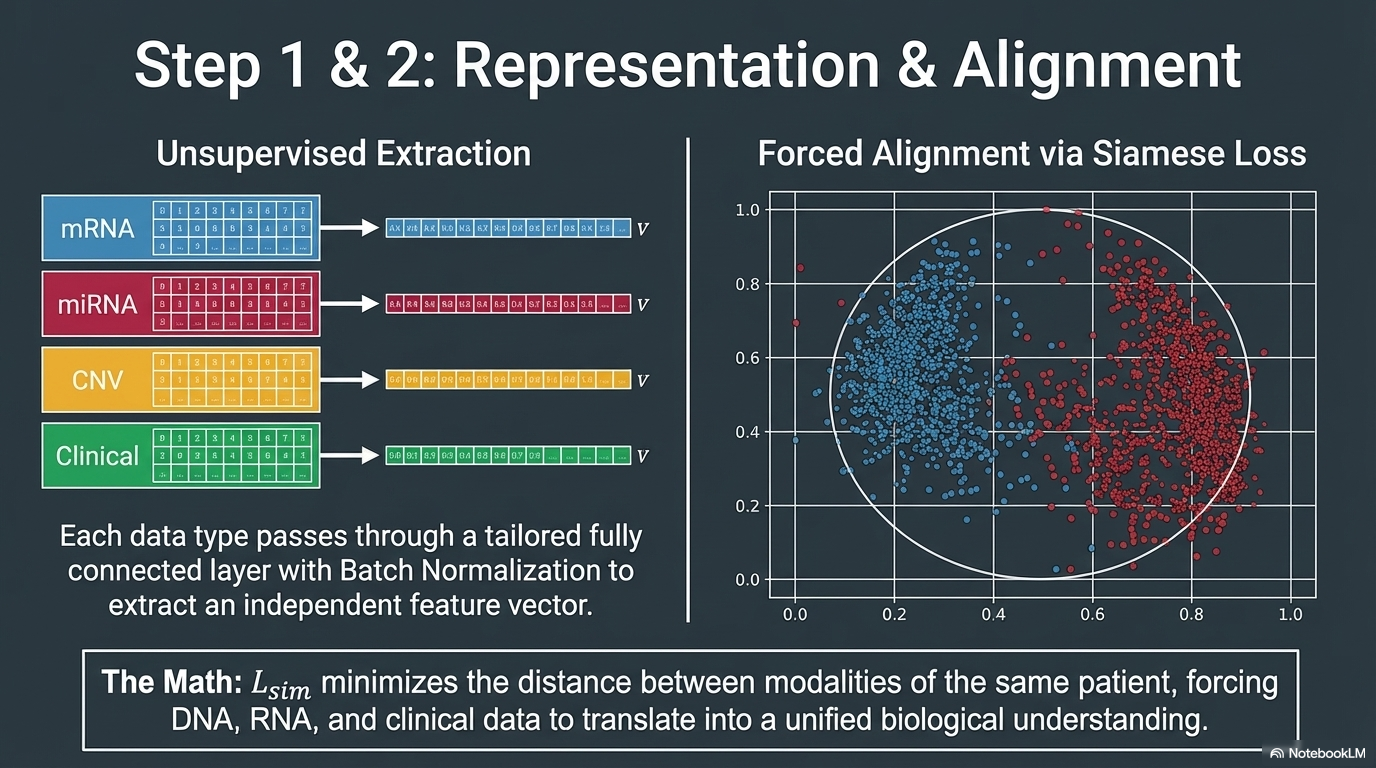 Step 1 & 2: Representation & Alignment
Unsupervised Extraction
mRNA
v
miRNA
v
CNV
v
Clinical
v
Each data type passes through a tailored fully
connected layer with Batch Normalization to
extract an independent feature vector.
Forced Alignment via Siamese Loss
1.0
0.8
0.6
0.4
0.2
0.0
0.0 0.2 0.4 0.6 0.8 1.0
The Math: Lsim minimizes the distance between modalities of the same patient, forcing
DNA, RNA, and clinical data to translate into a unified biological understanding.
NotebookLM